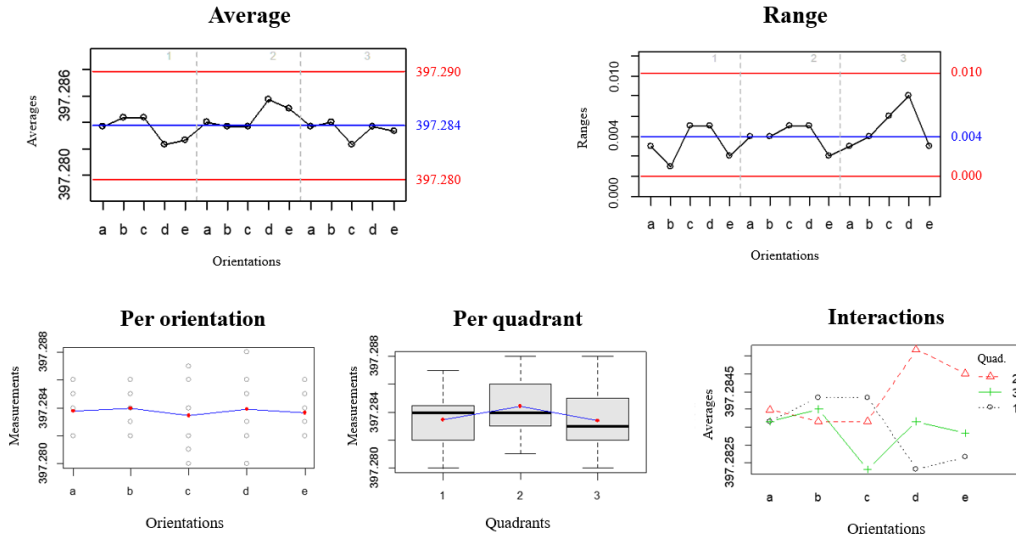 Average
Averages
397.280
397.286
1
2
3
397.290
397.284
397.280
a b c d e a b c d e a b c d e
Orientations
Range
Ranges
0.000
0.004
0.010
1
2
3
0.010
0.004
0.000
a b c d e a b c d e a b c d e
Orientations
Per orientation
Measurements
397.280
397.284
397.288
a b c d e
Orientations
Per quadrant
Measurements
397.280
397.284
397.288
1 2 3
Quadrants
Interactions
Averages
397.2825
397.2845
Quad.
2
3
1
a b c d e
Orientations